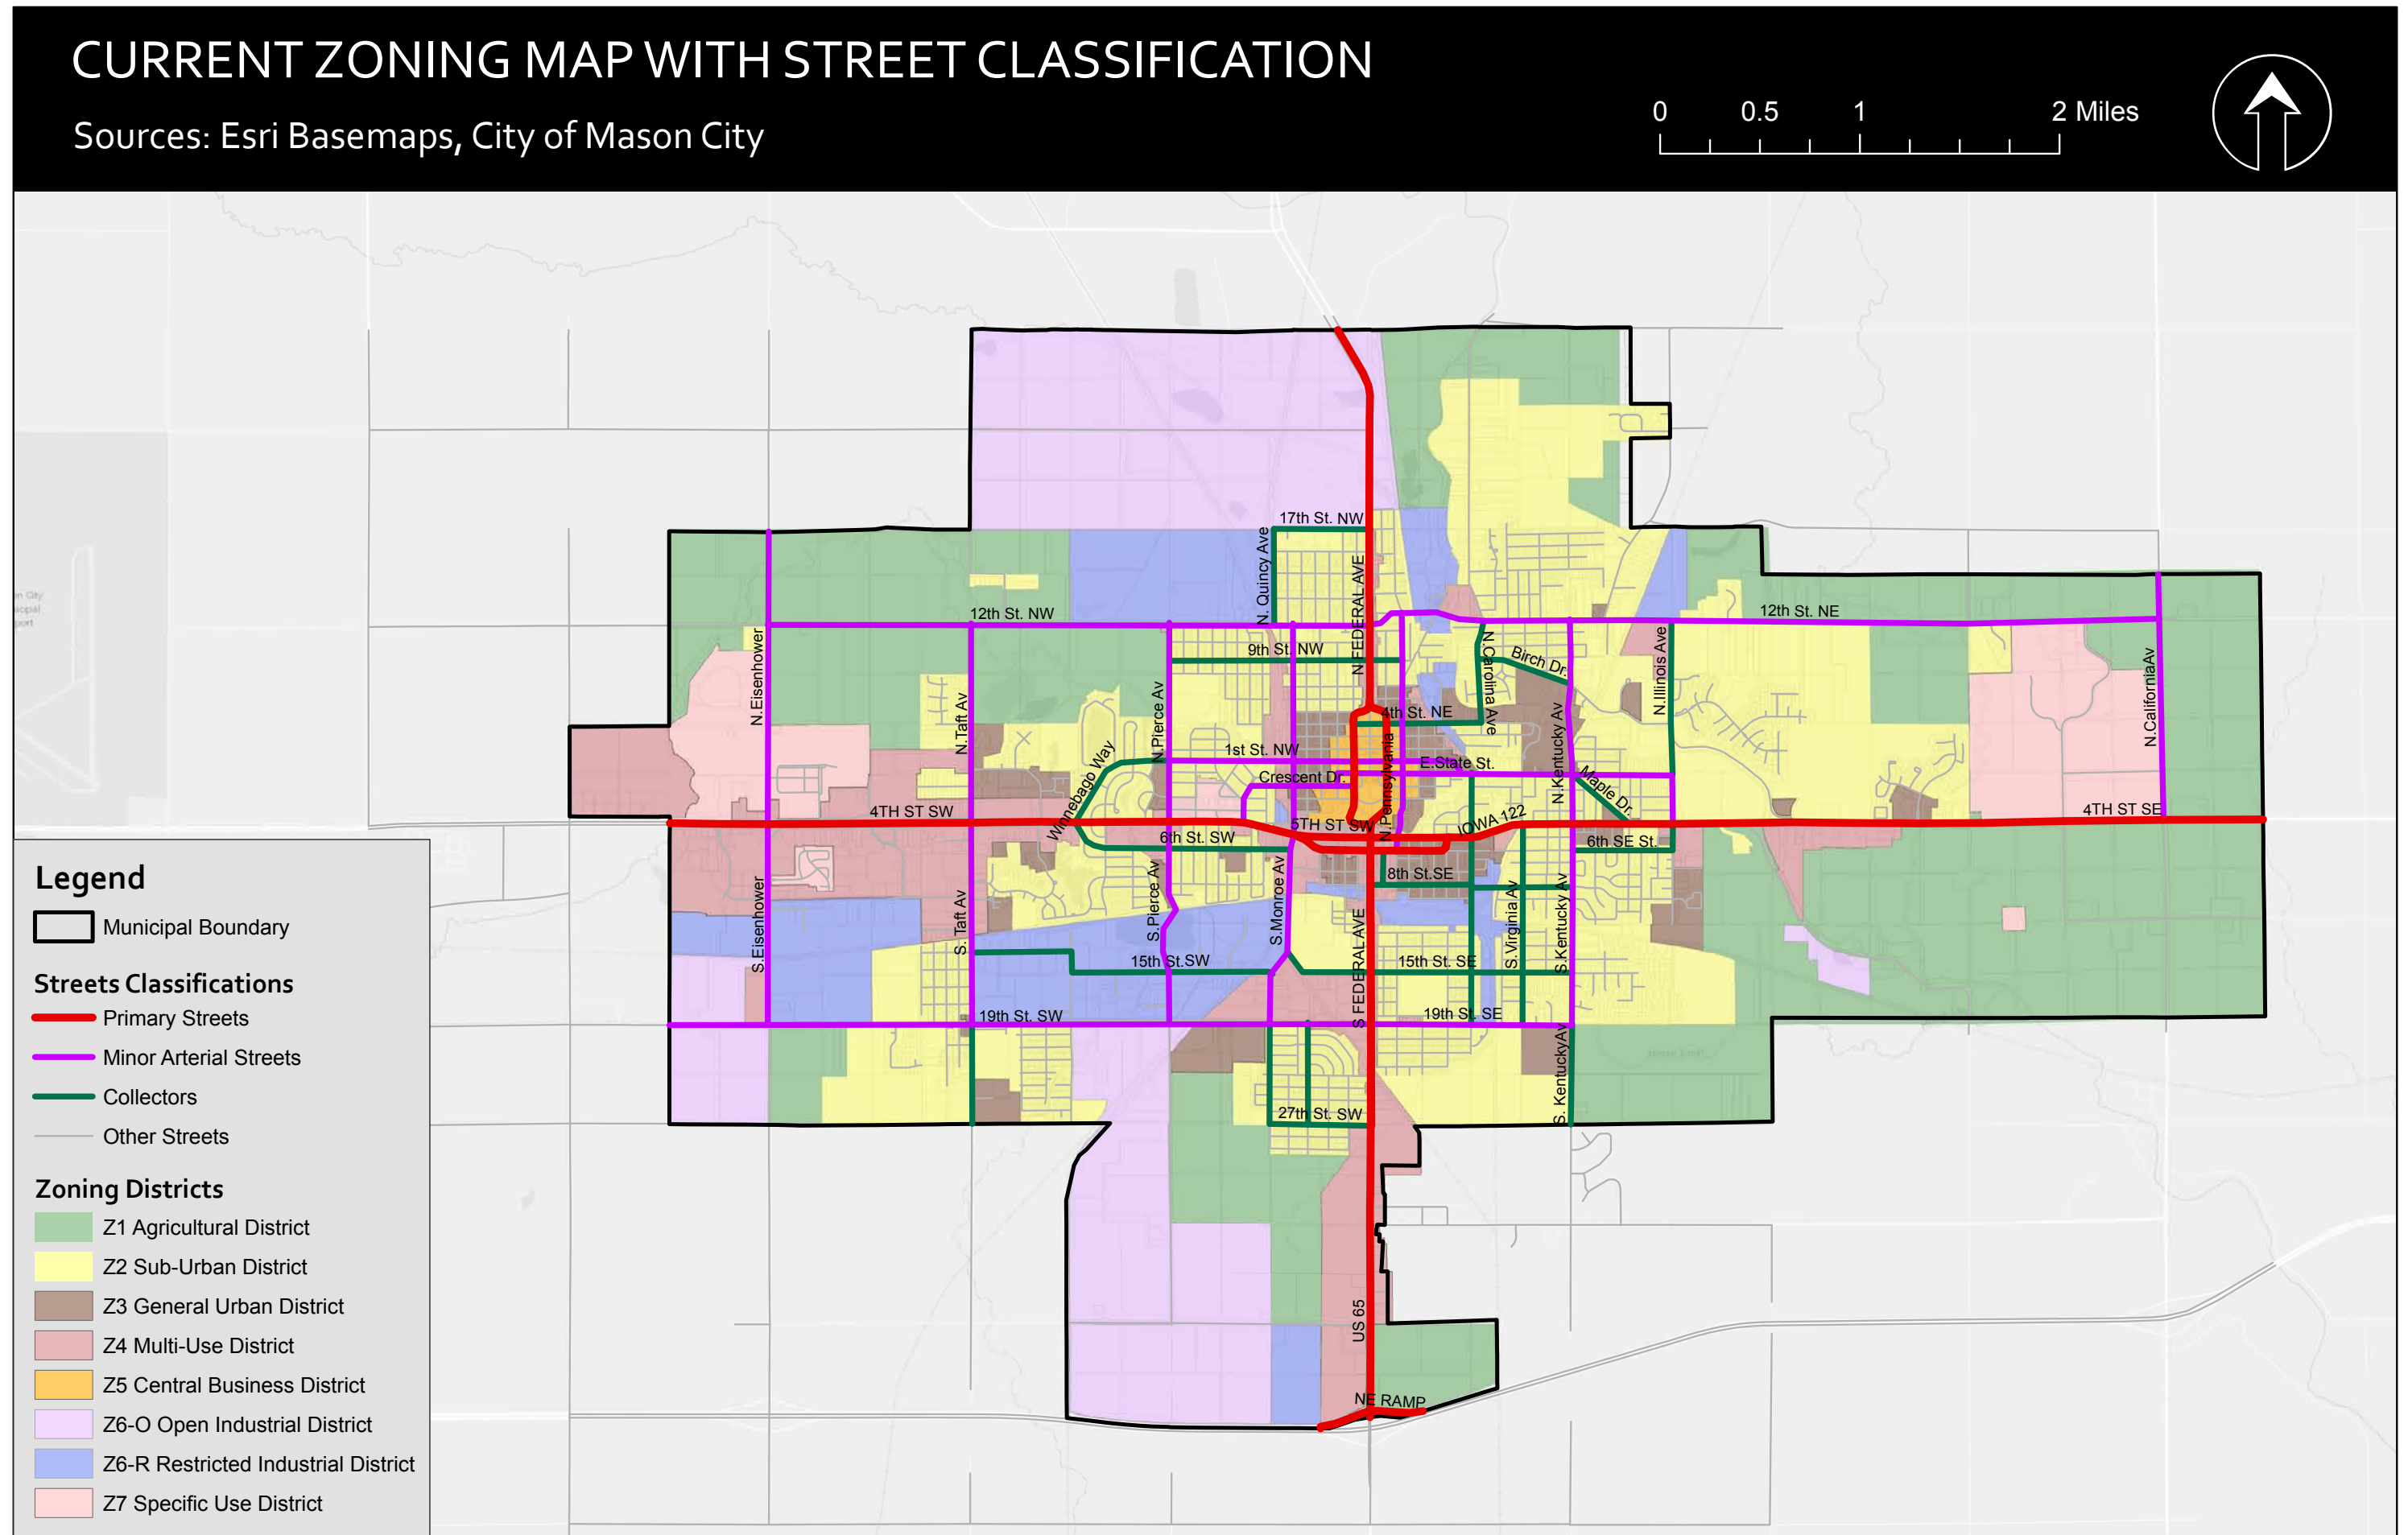 CURRENT ZONING MAP WITH STREET CLASSIFICATION
Sources: Esri Basemaps, City of Mason City
0 0.5 1 2 Miles
17th St. NW
N. Quincy Ave
N FEDERAL AVE
12th St. NW
12th St. NE
N.Eisenhower
9th St. NW
N.Carolina Ave
Birch Dr.
N.Illinois Ave
N.California Av
N.Taft Av
N.Pierce Av
4th St. NE
N.Kentucky Av
1st St. NW
Winnebago Way
N.Pennsylvania
E.State St.
Crescent Dr.
Maple Dr.
4TH ST SW
4TH ST SE
5TH ST SW
IOWA 122
6th St. SW
6th SE St.
8th St.SE
S.Eisenhower
S. Taft Av
S.Pierce Av
S.Monroe Av
S FEDERAL AVE
S.Virginia Av
S.Kentucky Av
15th St.SW
15th St. SE
19th St. SW
19th St. SE
S. Kentucky Av
27th St. SW
US 65
NE RAMP
Legend
Municipal Boundary
Streets Classifications
Primary Streets
Minor Arterial Streets
Collectors
Other Streets
Zoning Districts
Z1 Agricultural District
Z2 Sub-Urban District
Z3 General Urban District
Z4 Multi-Use District
Z5 Central Business District
Z6-O Open Industrial District
Z6-R Restricted Industrial District
Z7 Specific Use District